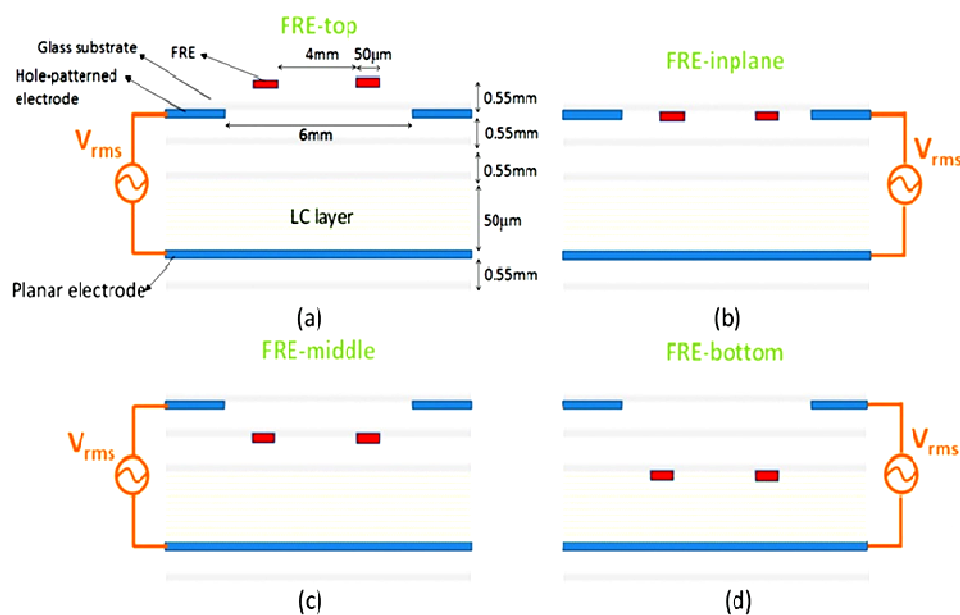 FRE-top
Glass substrate
FRE
4mm
50μm
Hole-patterned
electrode
0.55mm
6mm
0.55mm
Vrms
0.55mm
LC layer
50μm
0.55mm
Planar electrode
(a)
FRE-inplane
Vrms
(b)
FRE-middle
Vrms
(c)
FRE-bottom
Vrms
(d)